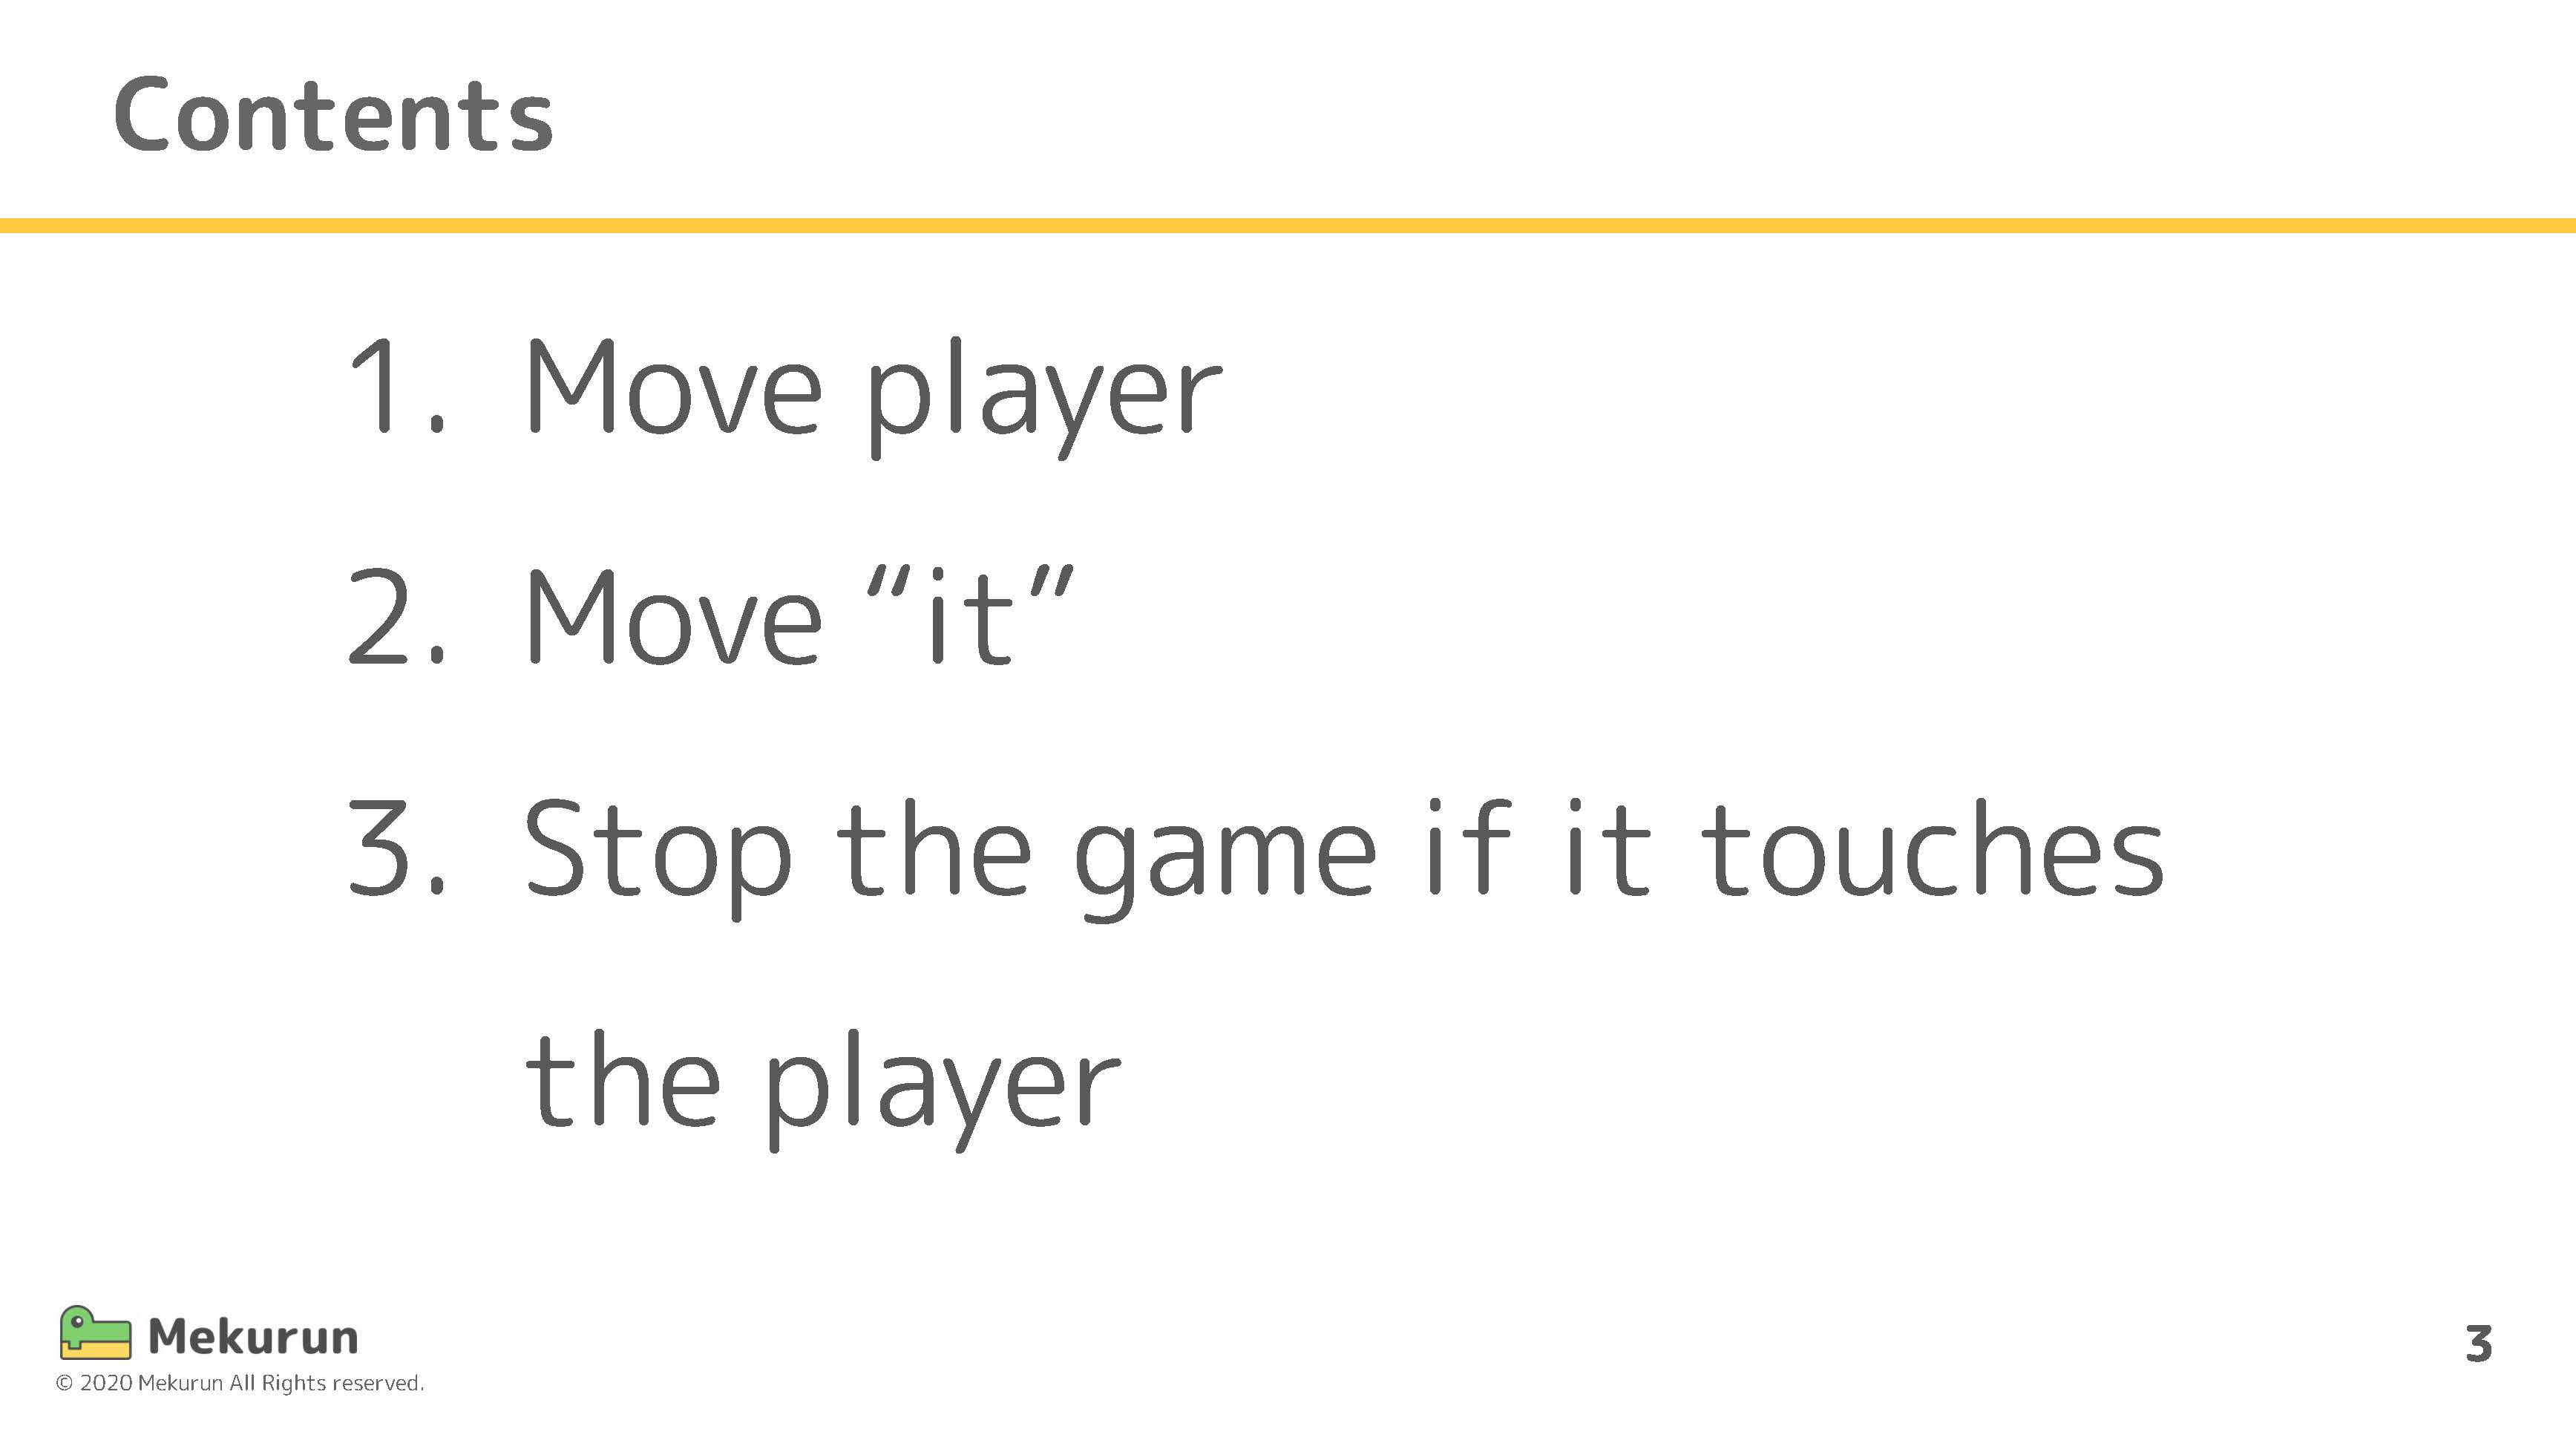 Contents
1. Move player
2. Move “it”
3. Stop the game if it touches
the player
Mekurun
© 2020 Mekurun All Rights reserved.
3